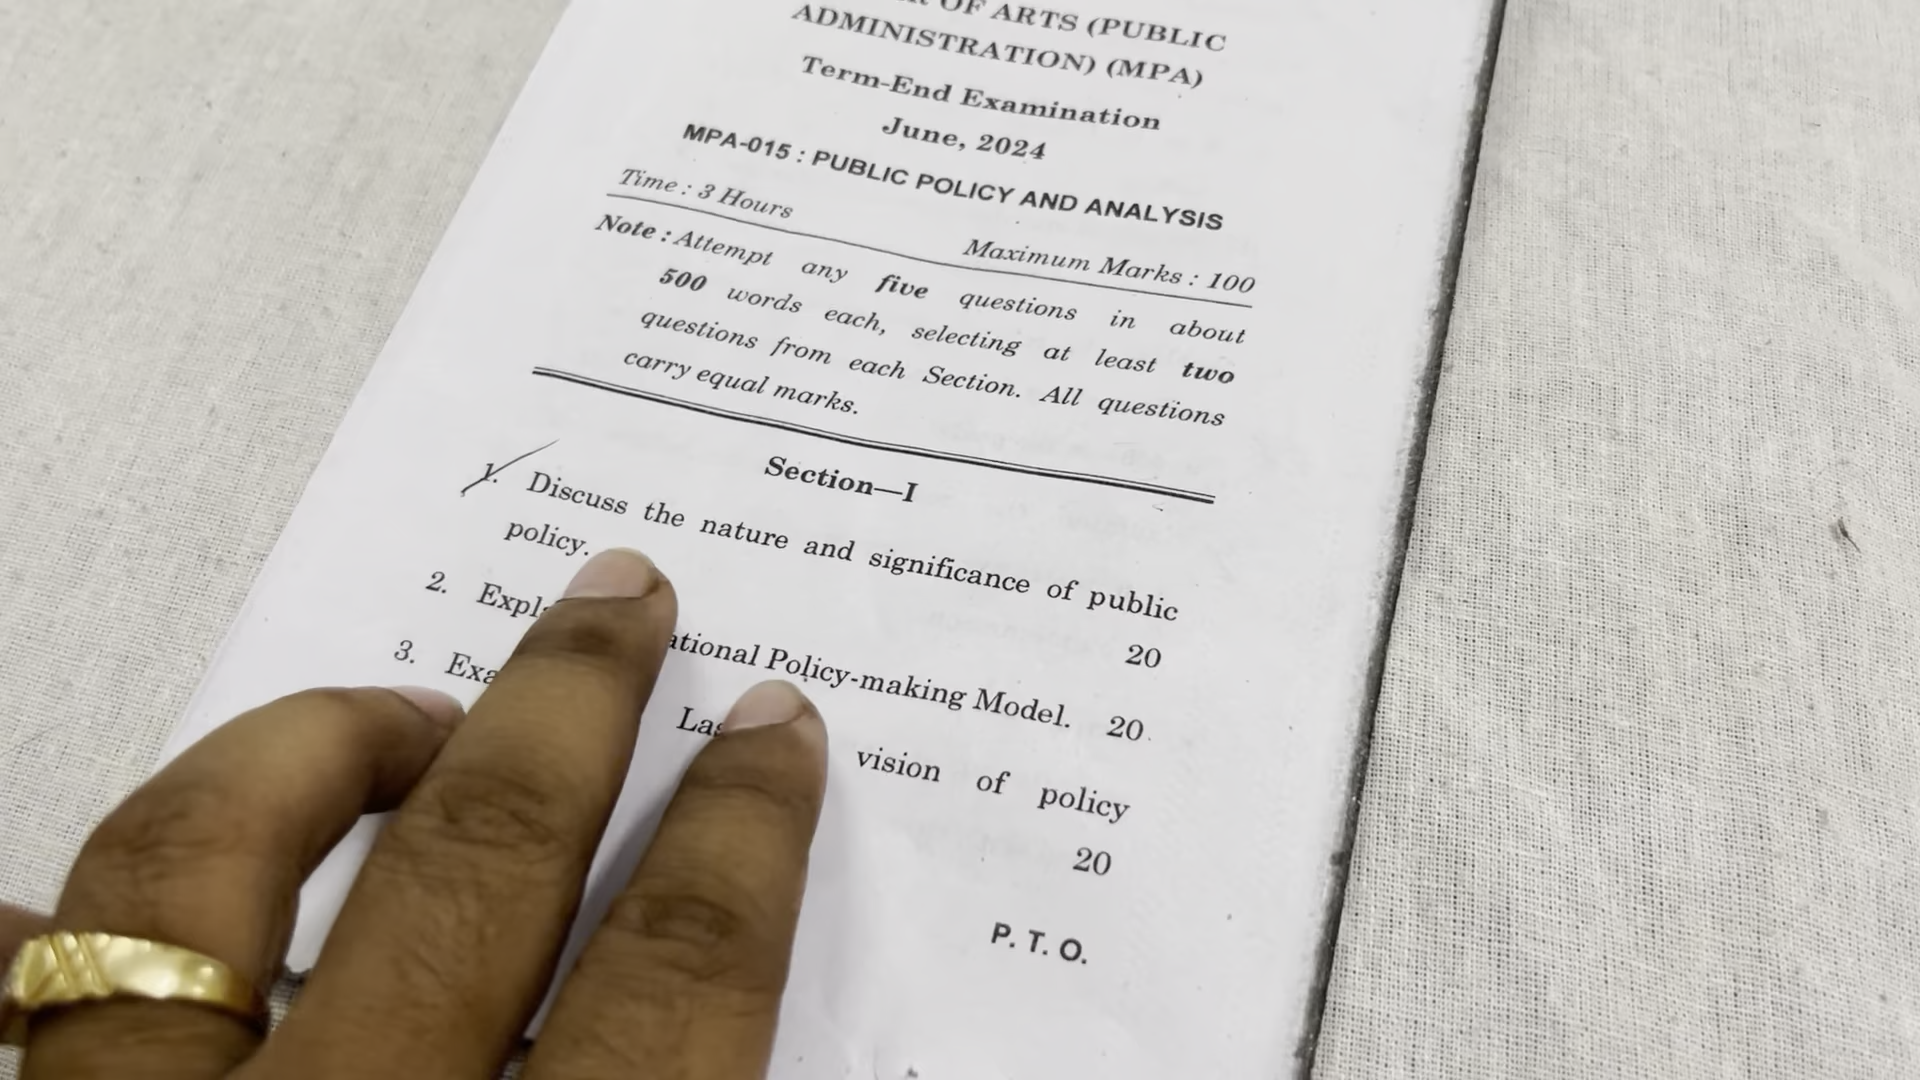 OF ARTS (PUBLIC
ADMINISTRATION) (MPA)
Term-End Examination
June, 2024
MPA-015 : PUBLIC POLICY AND ANALYSIS
Time : 3 Hours
Maximum Marks : 100
Note : Attempt any five questions in about
500 words each, selecting at least two
questions from each Section. All questions
carry equal marks.
Section—I
1. Discuss the nature and significance of public
policy.
20
2. Policy-making Model. 20
3.
vision of policy
20
P. T. O.